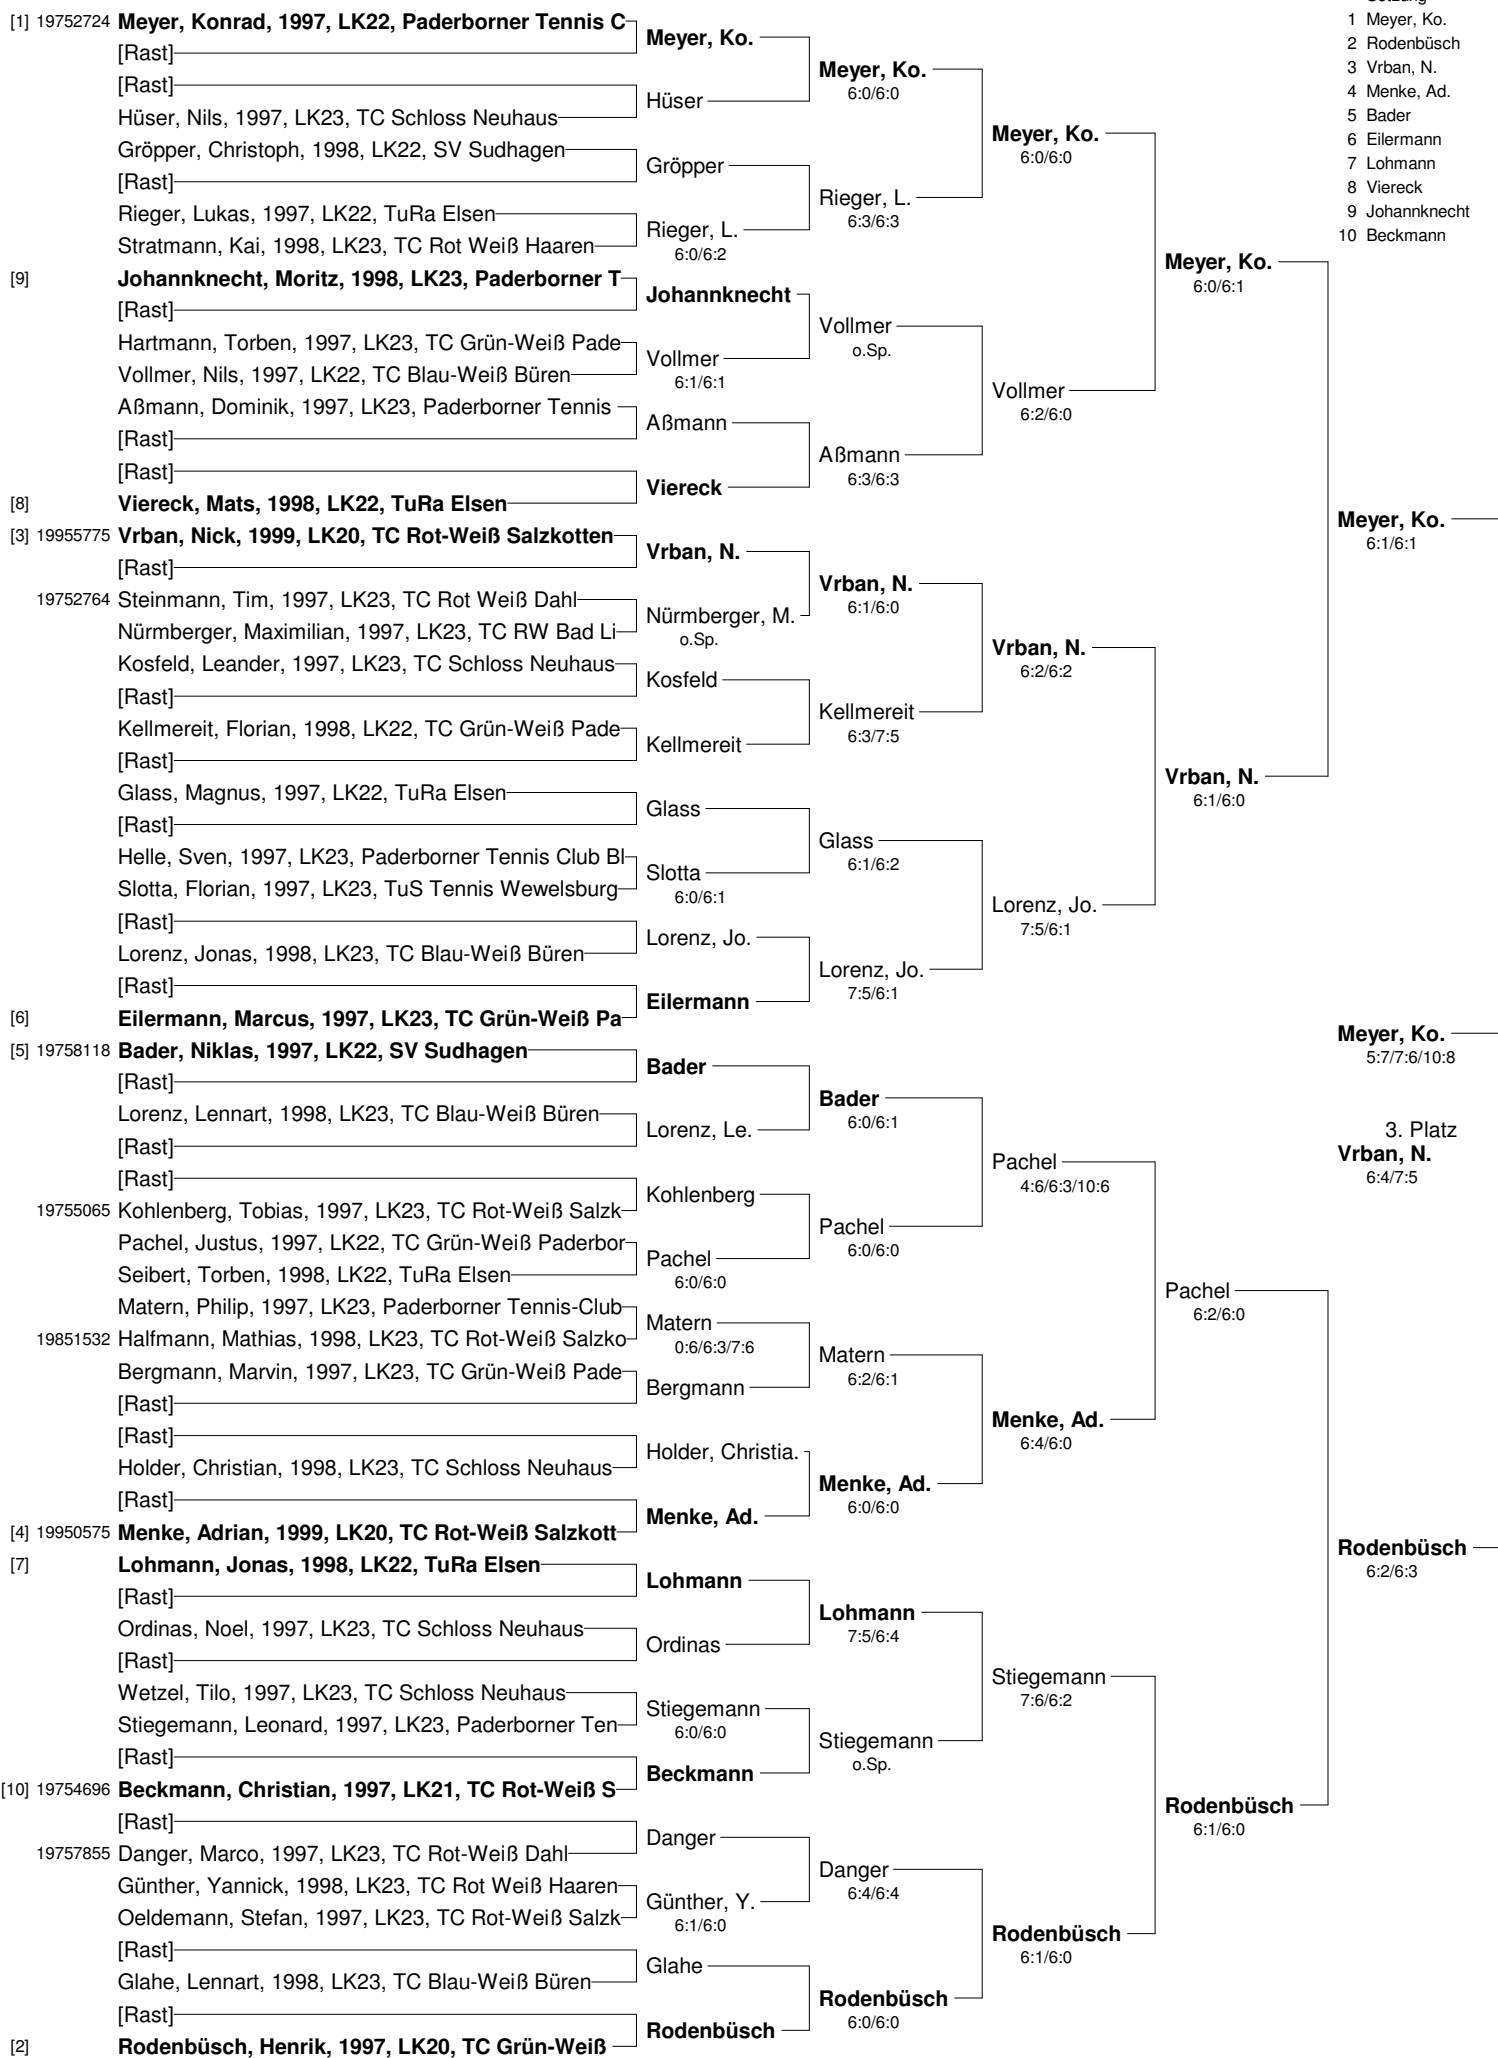 Setzung
1 Meyer, Ko.
2 Rodenbüsch
3 Vrban, N.
4 Menke, Ad.
5 Bader
6 Eilermann
7 Lohmann
8 Viereck
9 Johannknecht
10 Beckmann
[1] 19752724 Meyer, Konrad, 1997, LK22, Paderborner Tennis C
[Rast]
[Rast]
Hüser, Nils, 1997, LK23, TC Schloss Neuhaus
Gröpper, Christoph, 1998, LK22, SV Sudhagen
[Rast]
Rieger, Lukas, 1997, LK22, TuRa Elsen
Stratmann, Kai, 1998, LK23, TC Rot Weiß Haaren
[9] Johannknecht, Moritz, 1998, LK23, Paderborner T
[Rast]
Hartmann, Torben, 1997, LK23, TC Grün-Weiß Pade
Vollmer, Nils, 1997, LK22, TC Blau-Weiß Büren
Aßmann, Dominik, 1997, LK23, Paderborner Tennis
[Rast]
[Rast]
[8] Viereck, Mats, 1998, LK22, TuRa Elsen
[3] 19955775 Vrban, Nick, 1999, LK20, TC Rot-Weiß Salzkotten
[Rast]
19752764 Steinmann, Tim, 1997, LK23, TC Rot Weiß Dahl
Nürmberger, Maximilian, 1997, LK23, TC RW Bad Li
Kosfeld, Leander, 1997, LK23, TC Schloss Neuhaus
[Rast]
Kellmereit, Florian, 1998, LK22, TC Grün-Weiß Pade
[Rast]
Glass, Magnus, 1997, LK22, TuRa Elsen
[Rast]
Helle, Sven, 1997, LK23, Paderborner Tennis Club Bl
Slotta, Florian, 1997, LK23, TuS Tennis Wewelsburg
[Rast]
Lorenz, Jonas, 1998, LK23, TC Blau-Weiß Büren
[Rast]
[6] Eilermann, Marcus, 1997, LK23, TC Grün-Weiß Pa
[5] 19758118 Bader, Niklas, 1997, LK22, SV Sudhagen
[Rast]
Lorenz, Lennart, 1998, LK23, TC Blau-Weiß Büren
[Rast]
[Rast]
19755065 Kohlenberg, Tobias, 1997, LK23, TC Rot-Weiß Salzk
Pachel, Justus, 1997, LK22, TC Grün-Weiß Paderbor
Seibert, Torben, 1998, LK22, TuRa Elsen
Matern, Philip, 1997, LK23, Paderborner Tennis-Club
19851532 Halfmann, Mathias, 1998, LK23, TC Rot-Weiß Salzko
Bergmann, Marvin, 1997, LK23, TC Grün-Weiß Pade
[Rast]
[Rast]
Holder, Christian, 1998, LK23, TC Schloss Neuhaus
[Rast]
[4] 19950575 Menke, Adrian, 1999, LK20, TC Rot-Weiß Salzkott
[7] Lohmann, Jonas, 1998, LK22, TuRa Elsen
[Rast]
Ordinas, Noel, 1997, LK23, TC Schloss Neuhaus
[Rast]
Wetzel, Tilo, 1997, LK23, TC Schloss Neuhaus
Stiegemann, Leonard, 1997, LK23, Paderborner Ten
[Rast]
[10] 19754696 Beckmann, Christian, 1997, LK21, TC Rot-Weiß S
[Rast]
19757855 Danger, Marco, 1997, LK23, TC Rot-Weiß Dahl
Günther, Yannick, 1998, LK23, TC Rot Weiß Haaren
Oeldemann, Stefan, 1997, LK23, TC Rot-Weiß Salzk
[Rast]
Glahe, Lennart, 1998, LK23, TC Blau-Weiß Büren
[Rast]
[2] Rodenbüsch, Henrik, 1997, LK20, TC Grün-Weiß
Meyer, Ko.
Hüser
Gröpper
Rieger, L.
6:0/6:2
Johannknecht
Vollmer
6:1/6:1
Aßmann
Viereck
Vrban, N.
Nürmberger, M.
o.Sp.
Kosfeld
Kellmereit
Glass
Slotta
6:0/6:1
Lorenz, Jo.
Eilermann
Bader
Lorenz, Le.
Kohlenberg
Pachel
6:0/6:0
Matern
0:6/6:3/7:6
Bergmann
Holder, Christia.
Menke, Ad.
Lohmann
Ordinas
Stiegemann
6:0/6:0
Beckmann
Danger
Günther, Y.
6:1/6:0
Glahe
Rodenbüsch
Meyer, Ko.
6:0/6:0
Rieger, L.
6:3/6:3
Vollmer
o.Sp.
Aßmann
6:3/6:3
Vrban, N.
6:1/6:0
Kellmereit
6:3/7:5
Glass
6:1/6:2
Lorenz, Jo.
7:5/6:1
Bader
6:0/6:1
Pachel
6:0/6:0
Matern
6:2/6:1
Menke, Ad.
6:0/6:0
Lohmann
7:5/6:4
Stiegemann
o.Sp.
Danger
6:4/6:4
Rodenbüsch
6:0/6:0
Meyer, Ko.
6:0/6:0
Vollmer
6:2/6:0
Vrban, N.
6:2/6:2
Lorenz, Jo.
7:5/6:1
Pachel
4:6/6:3/10:6
Menke, Ad.
6:4/6:0
Stiegemann
7:6/6:2
Rodenbüsch
6:1/6:0
Meyer, Ko.
6:0/6:1
Vrban, N.
6:1/6:0
Pachel
6:2/6:0
Rodenbüsch
6:1/6:0
Meyer, Ko.
6:1/6:1
Meyer, Ko.
5:7/7:6/10:8
3. Platz
Vrban, N.
6:4/7:5
Rodenbüsch
6:2/6:3